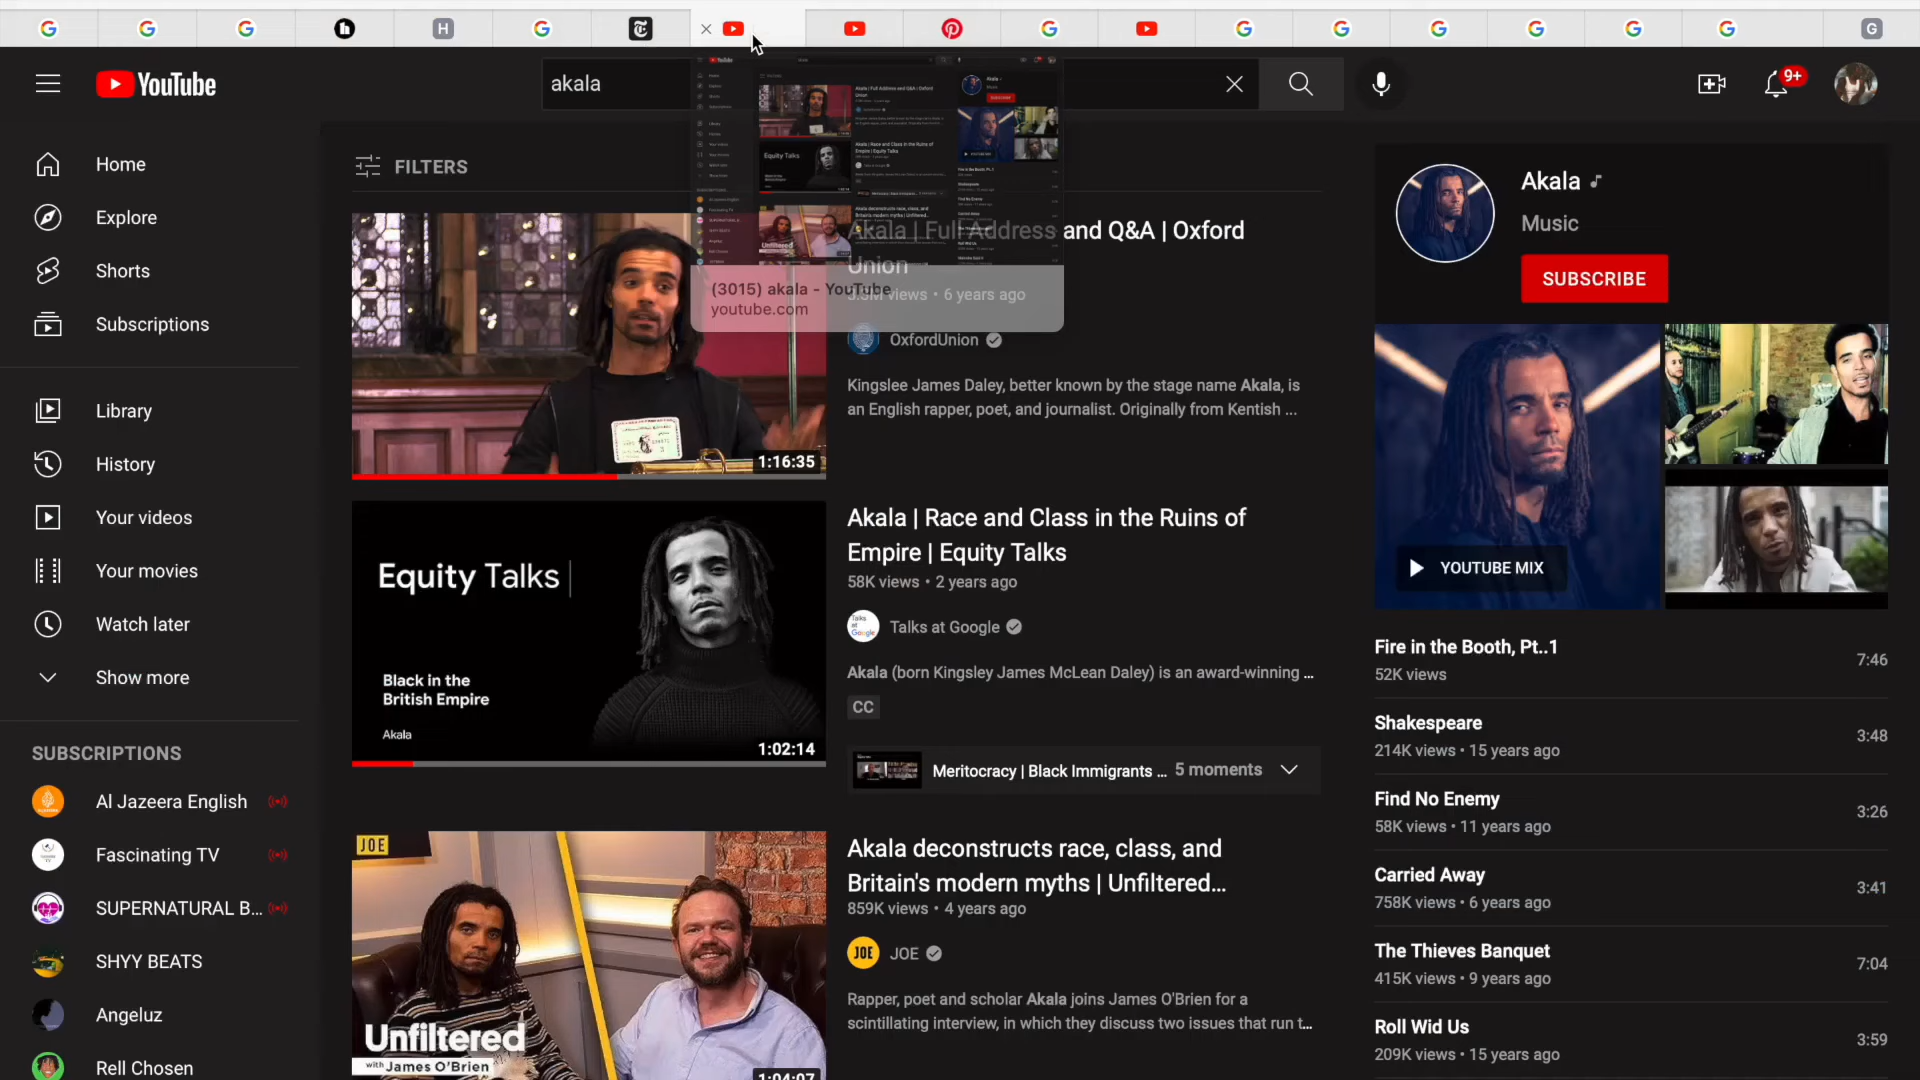 YouTube
akala
9+
Home
Explore
Shorts
Subscriptions
Library
History
Your videos
Your movies
Watch later
Show more
SUBSCRIPTIONS
Al Jazeera English
Fascinating TV
SUPERNATURAL B...
SHYY BEATS
Angeluz
Rell Chosen
FILTERS
(3015) akala - YouTube
youtube.com
1:16:35
Akala | Full Address and Q&A | Oxford
Union
3.5M views • 6 years ago
OxfordUnion
Kingslee James Daley, better known by the stage name Akala, is
an English rapper, poet, and journalist. Originally from Kentish ...
Equity Talks
Black in the
British Empire
Akala
1:02:14
Akala | Race and Class in the Ruins of
Empire | Equity Talks
58K views • 2 years ago
Talks at Google
Akala (born Kingsley James McLean Daley) is an award-winning ...
CC
Meritocracy | Black Immigrants ... 5 moments
JOE
Unfiltered
with James O'Brien
1:04:07
Akala deconstructs race, class, and
Britain's modern myths | Unfiltered...
859K views • 4 years ago
JOE
JOE
Rapper, poet and scholar Akala joins James O'Brien for a
scintillating interview, in which they discuss two issues that run t...
Akala
Music
SUBSCRIBE
YOUTUBE MIX
Fire in the Booth, Pt..1
52K views
7:46
Shakespeare
214K views • 15 years ago
3:48
Find No Enemy
58K views • 11 years ago
3:26
Carried Away
758K views • 6 years ago
3:41
The Thieves Banquet
415K views • 9 years ago
7:04
Roll Wid Us
209K views • 15 years ago
3:59